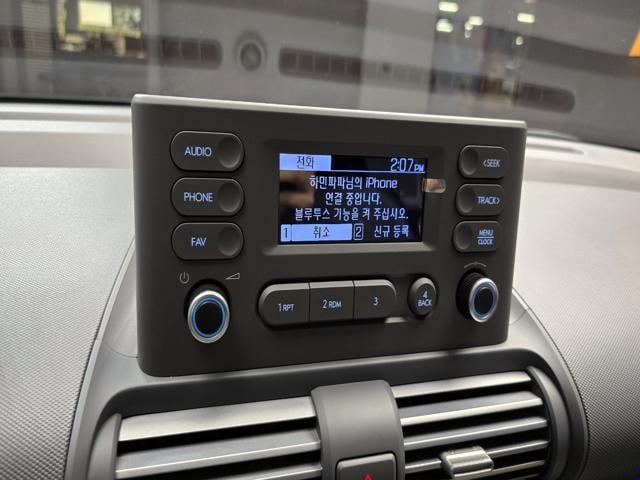 AUDIO
PHONE
FAV
전화 2:07PM
하민파파님의 iPhone
연결 중입니다.
블루투스 기능을 켜 주십시오.
1 취소 2 신규 등록
<SEEK
TRACK>
MENU
CLOCK
1 RPT 2 RDM 3 4
BACK